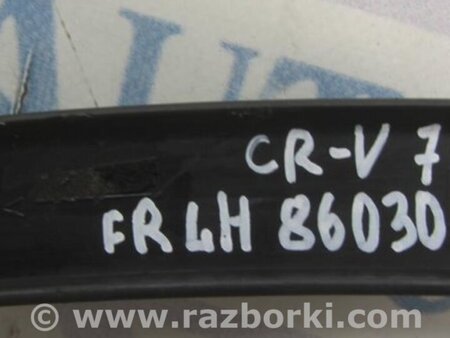 CR-V 7
FR LH 86030
www.razborki.com